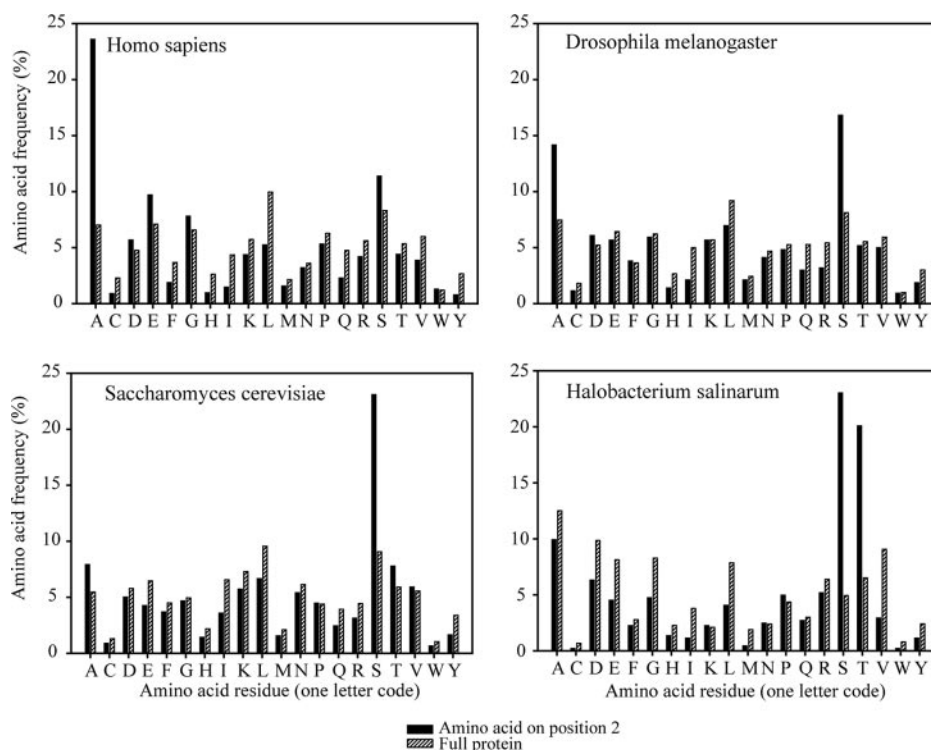 Homo sapiens
Amino acid frequency (%)
25
20
15
10
5
0
A C D E F G H I K L M N P Q R S T V W Y
Drosophila melanogaster
25
20
15
10
5
0
A C D E F G H I K L M N P Q R S T V W Y
Saccharomyces cerevisiae
Amino acid frequency (%)
25
20
15
10
5
0
A C D E F G H I K L M N P Q R S T V W Y
Amino acid residue (one letter code)
Halobacterium salinarum
25
20
15
10
5
0
A C D E F G H I K L M N P Q R S T V W Y
Amino acid residue (one letter code)
Amino acid on position 2
Full protein